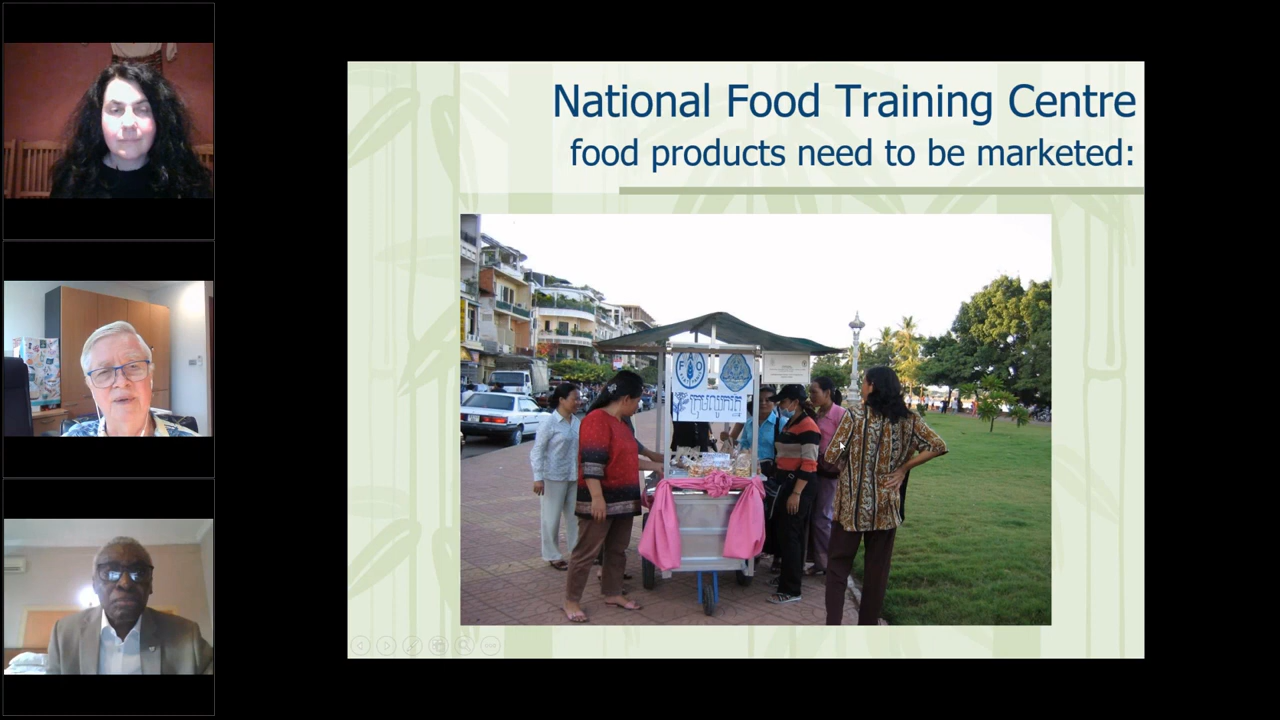 National Food Training Centre
food products need to be marketed:
F O